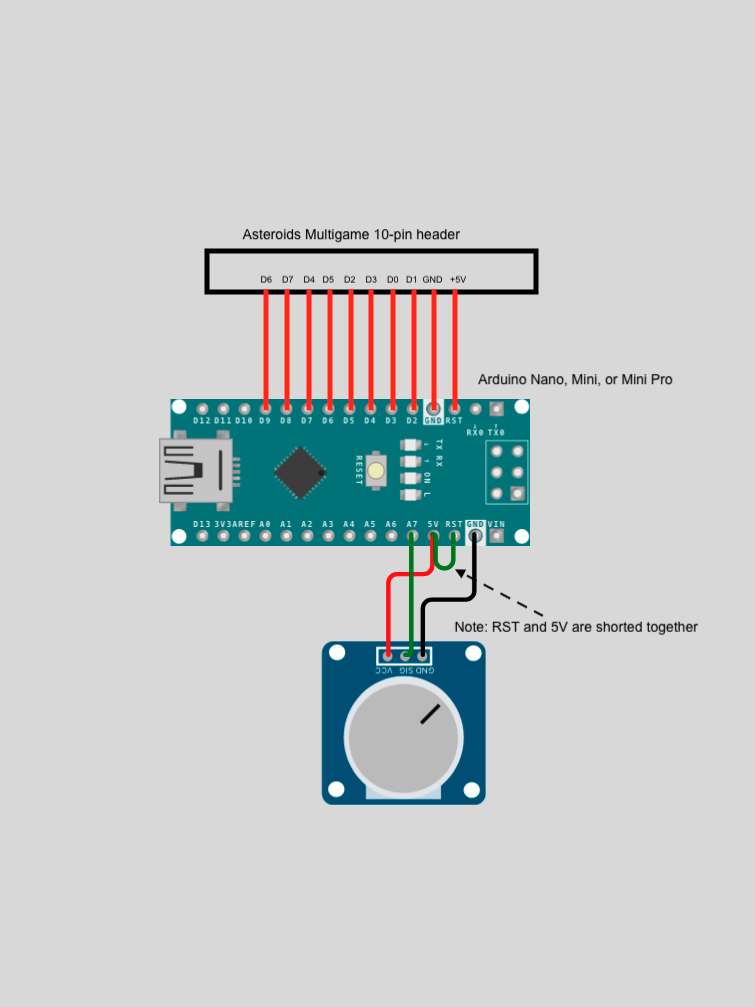 Asteroids Multigame 10-pin header
D6 D7 D4 D5 D2 D3 D0 D1 GND +5V
Arduino Nano, Mini, or Mini Pro
D12 D11 D10 D9 D8 D7 D6 D5 D4 D3 D2 GND RST
RX0 TX0
RESET
TX RX
ON L
D13 3V3 AREF A0 A1 A2 A3 A4 A5 A6 A7 5V RST GND VIN
Note: RST and 5V are shorted together
VCC SIG GND